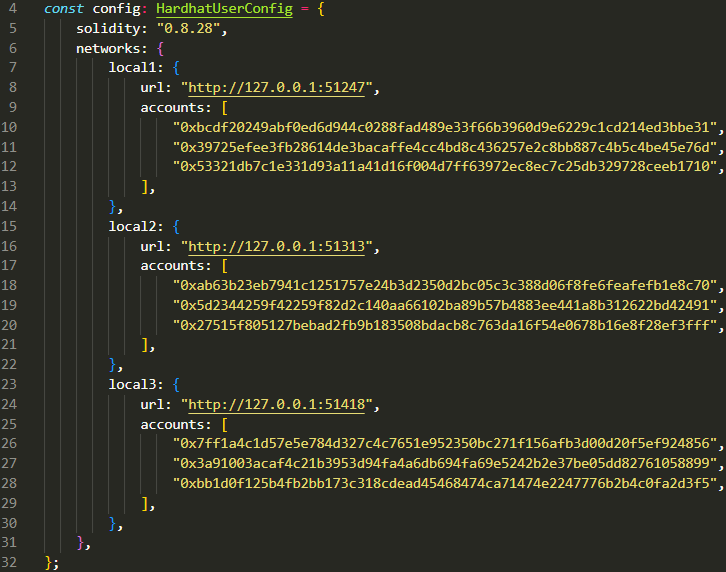 4 const config: HardhatUserConfig = {
5 solidity: "0.8.28",
6 networks: {
7 local1: {
8 url: "http://127.0.0.1:51247",
9 accounts: [
10 "0xbcdf20249abf0ed6d944c0288fad489e33f66b3960d9e6229c1cd214ed3bbe31",
11 "0x39725efee3fb28614de3bacaffe4cc4bd8c436257e2c8bb887c4b5c4be45e76d",
12 "0x53321db7c1e331d93a11a41d16f004d7ff63972ec8ec7c25db329728ceeb1710",
13 ],
14 },
15 local2: {
16 url: "http://127.0.0.1:51313",
17 accounts: [
18 "0xab63b23eb7941c1251757e24b3d2350d2bc05c3c388d06f8fe6feafefb1e8c70",
19 "0x5d2344259f42259f82d2c140aa66102ba89b57b4883ee441a8b312622bd42491",
20 "0x27515f805127bebad2fb9b183508bdacb8c763da16f54e0678b16e8f28ef3fff",
21 ],
22 },
23 local3: {
24 url: "http://127.0.0.1:51418",
25 accounts: [
26 "0x7ff1a4c1d57e5e784d327c4c7651e952350bc271f156afb3d00d20f5ef924856",
27 "0x3a91003acaf4c21b3953d94fa4a6db694fa69e5242b2e37be05dd82761058899",
28 "0xbb1d0f125b4fb2bb173c318cdead45468474ca71474e2247776b2b4c0fa2d3f5",
29 ],
30 },
31 },
32 };